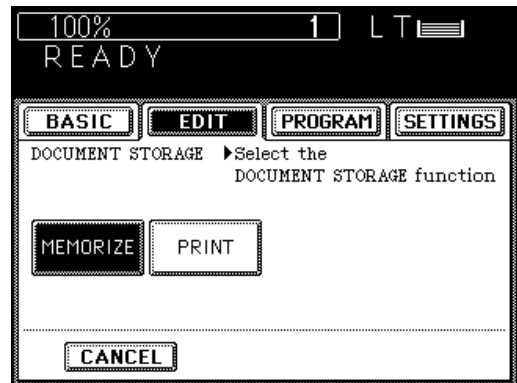 100% 1 LT
READY
BASIC EDIT PROGRAM SETTINGS
DOCUMENT STORAGE ▶Select the
DOCUMENT STORAGE function
MEMORIZE PRINT
CANCEL